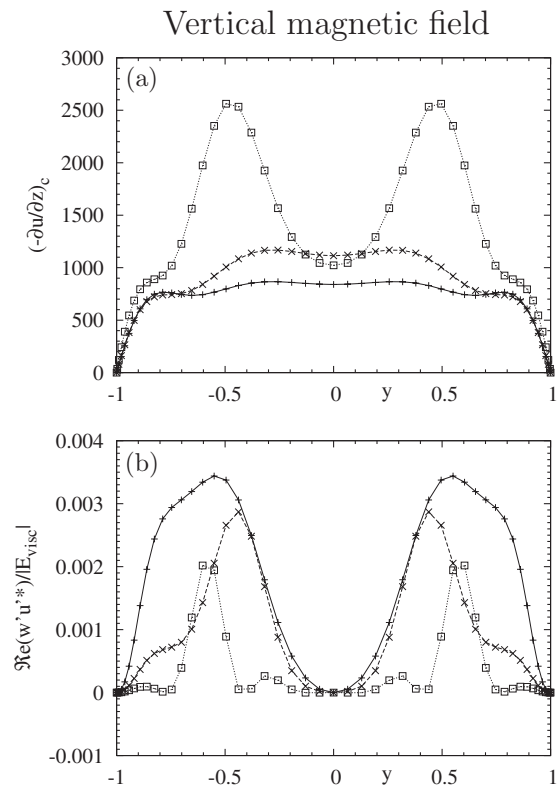 Vertical magnetic field
(a)
(-∂u/∂z)c
3000
2500
2000
1500
1000
500
0
-1 -0.5 0 y 0.5 1
(b)
ℜe(w'u'*)/|E_visc|
0.004
0.003
0.002
0.001
0
-0.001
-1 -0.5 0 y 0.5 1